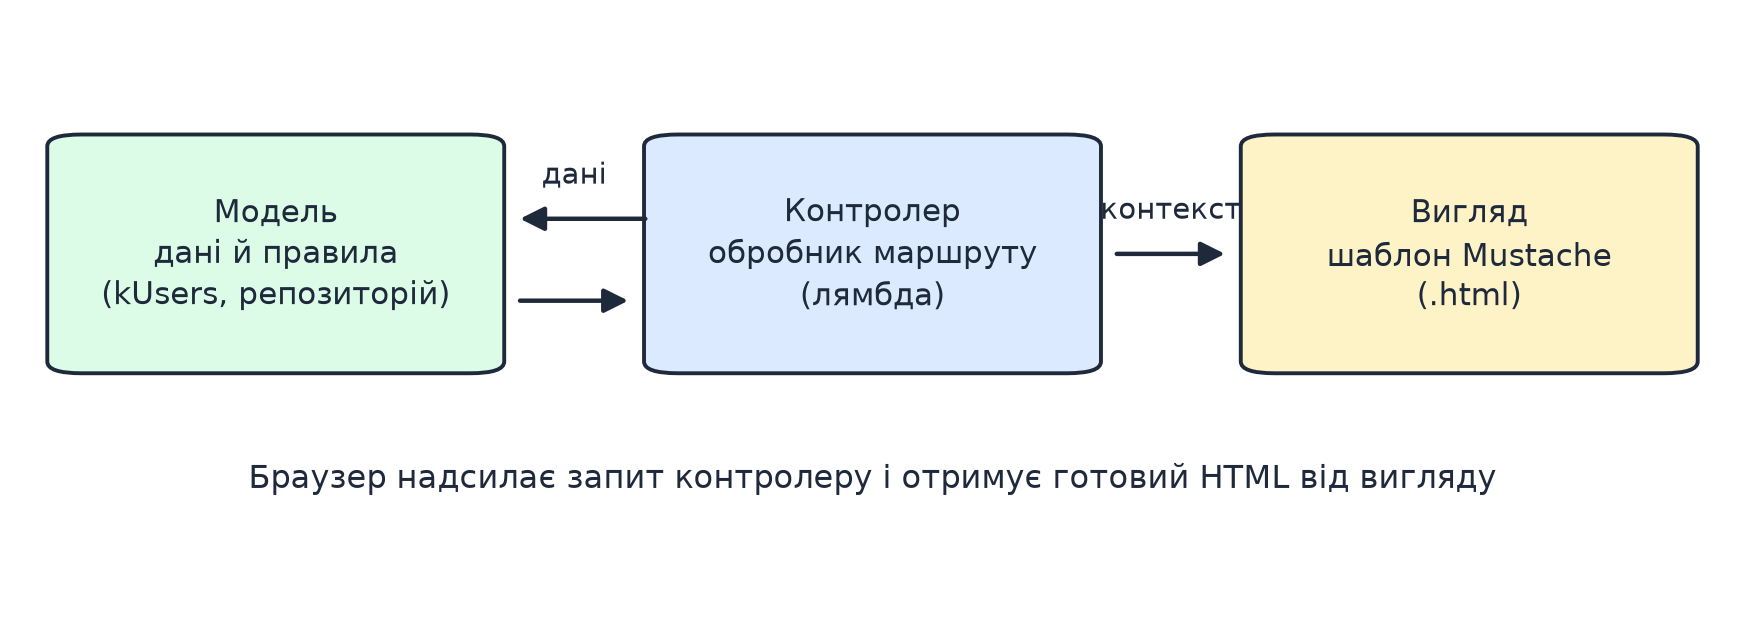 Модель
дані й правила
(kUsers, репозиторій)
дані
Контролер
обробник маршруту
(лямбда)
контекст
Вигляд
шаблон Mustache
(.html)
Браузер надсилає запит контролеру і отримує готовий HTML від вигляду